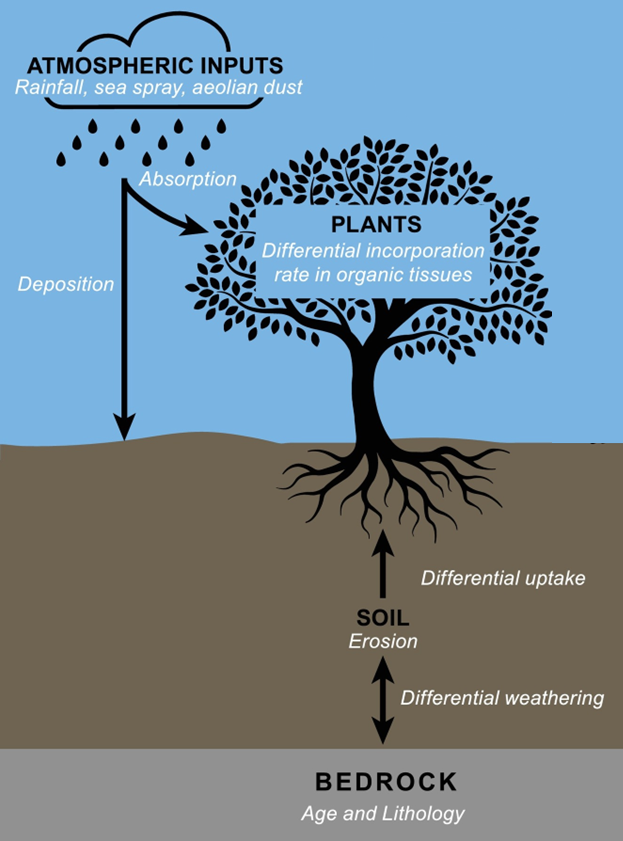 ATMOSPHERIC INPUTS
Rainfall, sea spray, aeolian dust
Absorption
PLANTS
Differential incorporation
rate in organic tissues
Deposition
Differential uptake
SOIL
Erosion
Differential weathering
BEDROCK
Age and Lithology